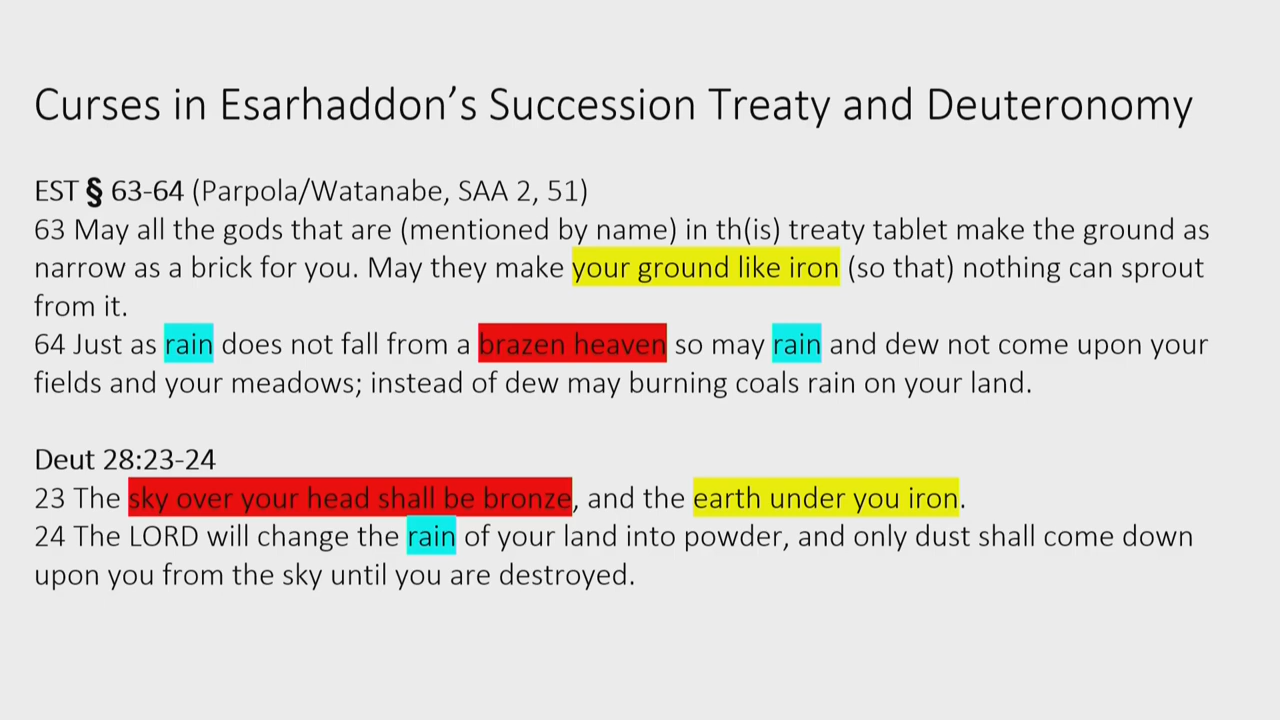 Curses in Esarhaddon’s Succession Treaty and Deuteronomy
EST § 63-64 (Parpola/Watanabe, SAA 2, 51)
63 May all the gods that are (mentioned by name) in th(is) treaty tablet make the ground as
narrow as a brick for you. May they make your ground like iron (so that) nothing can sprout
from it.
64 Just as rain does not fall from a brazen heaven so may rain and dew not come upon your
fields and your meadows; instead of dew may burning coals rain on your land.
Deut 28:23-24
23 The sky over your head shall be bronze, and the earth under you iron.
24 The LORD will change the rain of your land into powder, and only dust shall come down
upon you from the sky until you are destroyed.